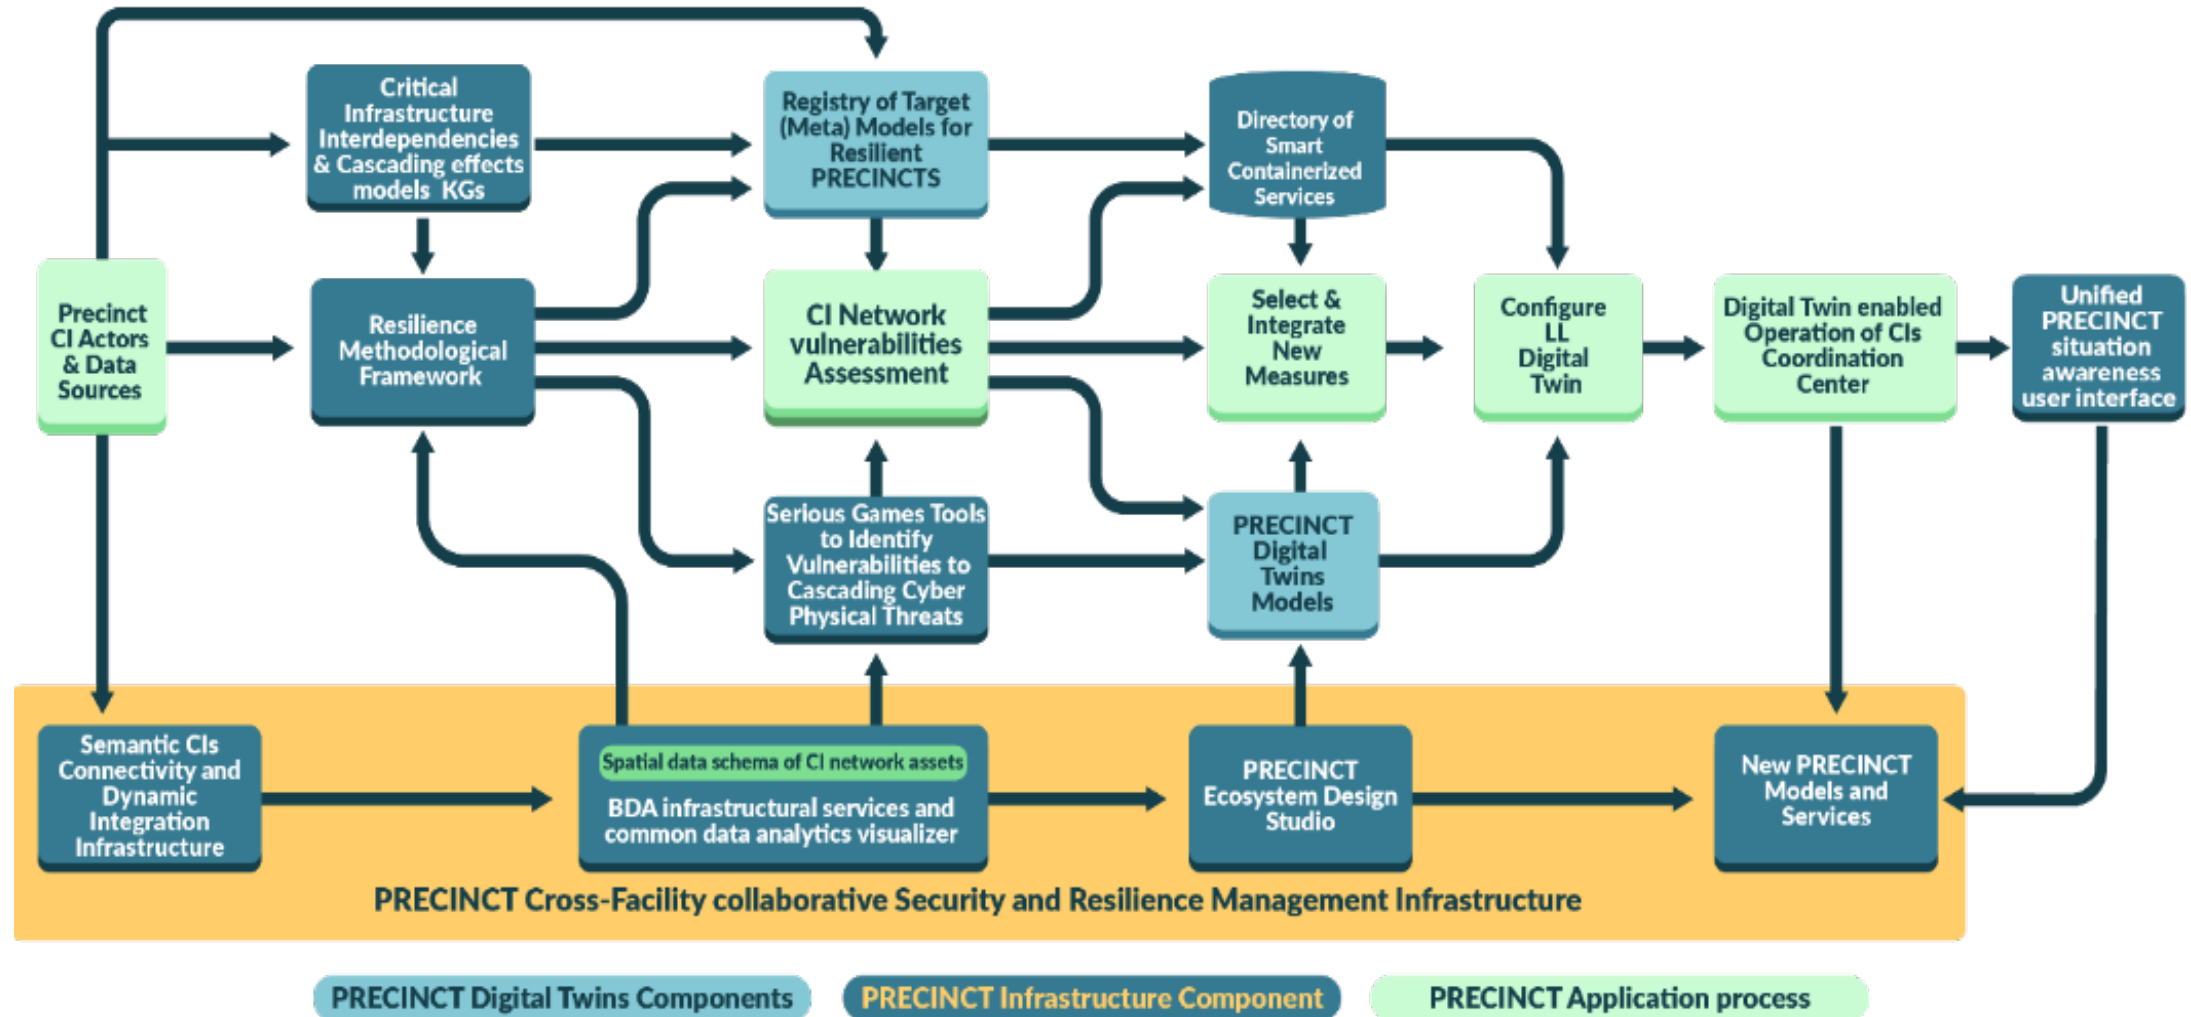 Critical
Infrastructure
Interdependencies
& Cascading effects
models KGs
Registry of Target
(Meta) Models for
Resilient
PRECINCTS
Directory of
Smart
Containerized
Services
Precinct
CI Actors
& Data
Sources
Resilience
Methodological
Framework
CI Network
vulnerabilities
Assessment
Select &
Integrate
New
Measures
Configure
LL
Digital
Twin
Digital Twin enabled
Operation of CIs
Coordination
Center
Unified
PRECINCT
situation
awareness
user interface
Serious Games Tools
to Identify
Vulnerabilities to
Cascading Cyber
Physical Threats
PRECINCT
Digital
Twins
Models
Semantic CIs
Connectivity and
Dynamic
Integration
Infrastructure
Spatial data schema of CI network assets
BDA infrastructural services and
common data analytics visualizer
PRECINCT
Ecosystem Design
Studio
New PRECINCT
Models and
Services
PRECINCT Cross-Facility collaborative Security and Resilience Management Infrastructure
PRECINCT Digital Twins Components
PRECINCT Infrastructure Component
PRECINCT Application process